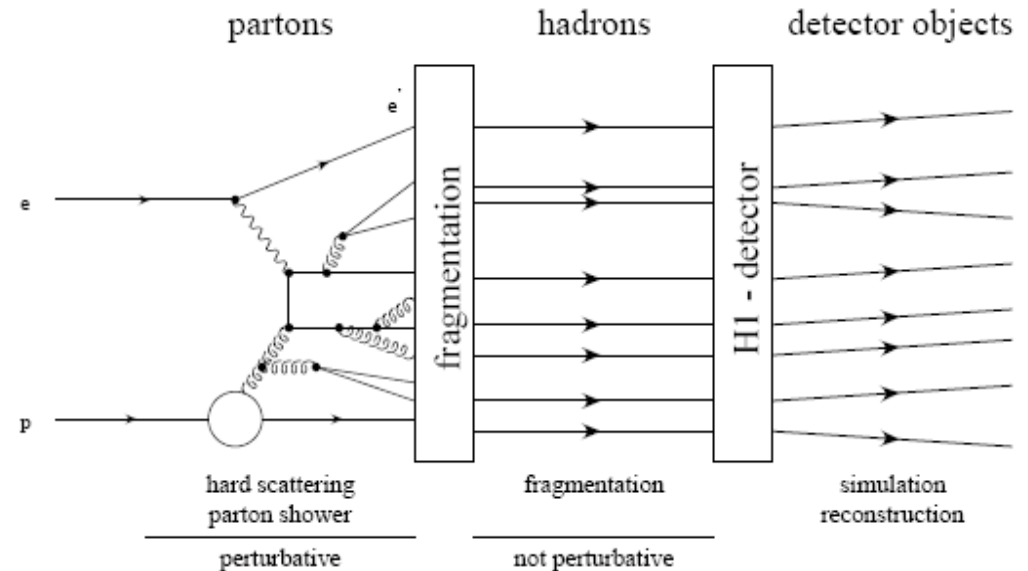 partons
hadrons
detector objects
e'
e
p
fragmentation
H1 - detector
hard scattering
parton shower
fragmentation
simulation
reconstruction
perturbative
not perturbative